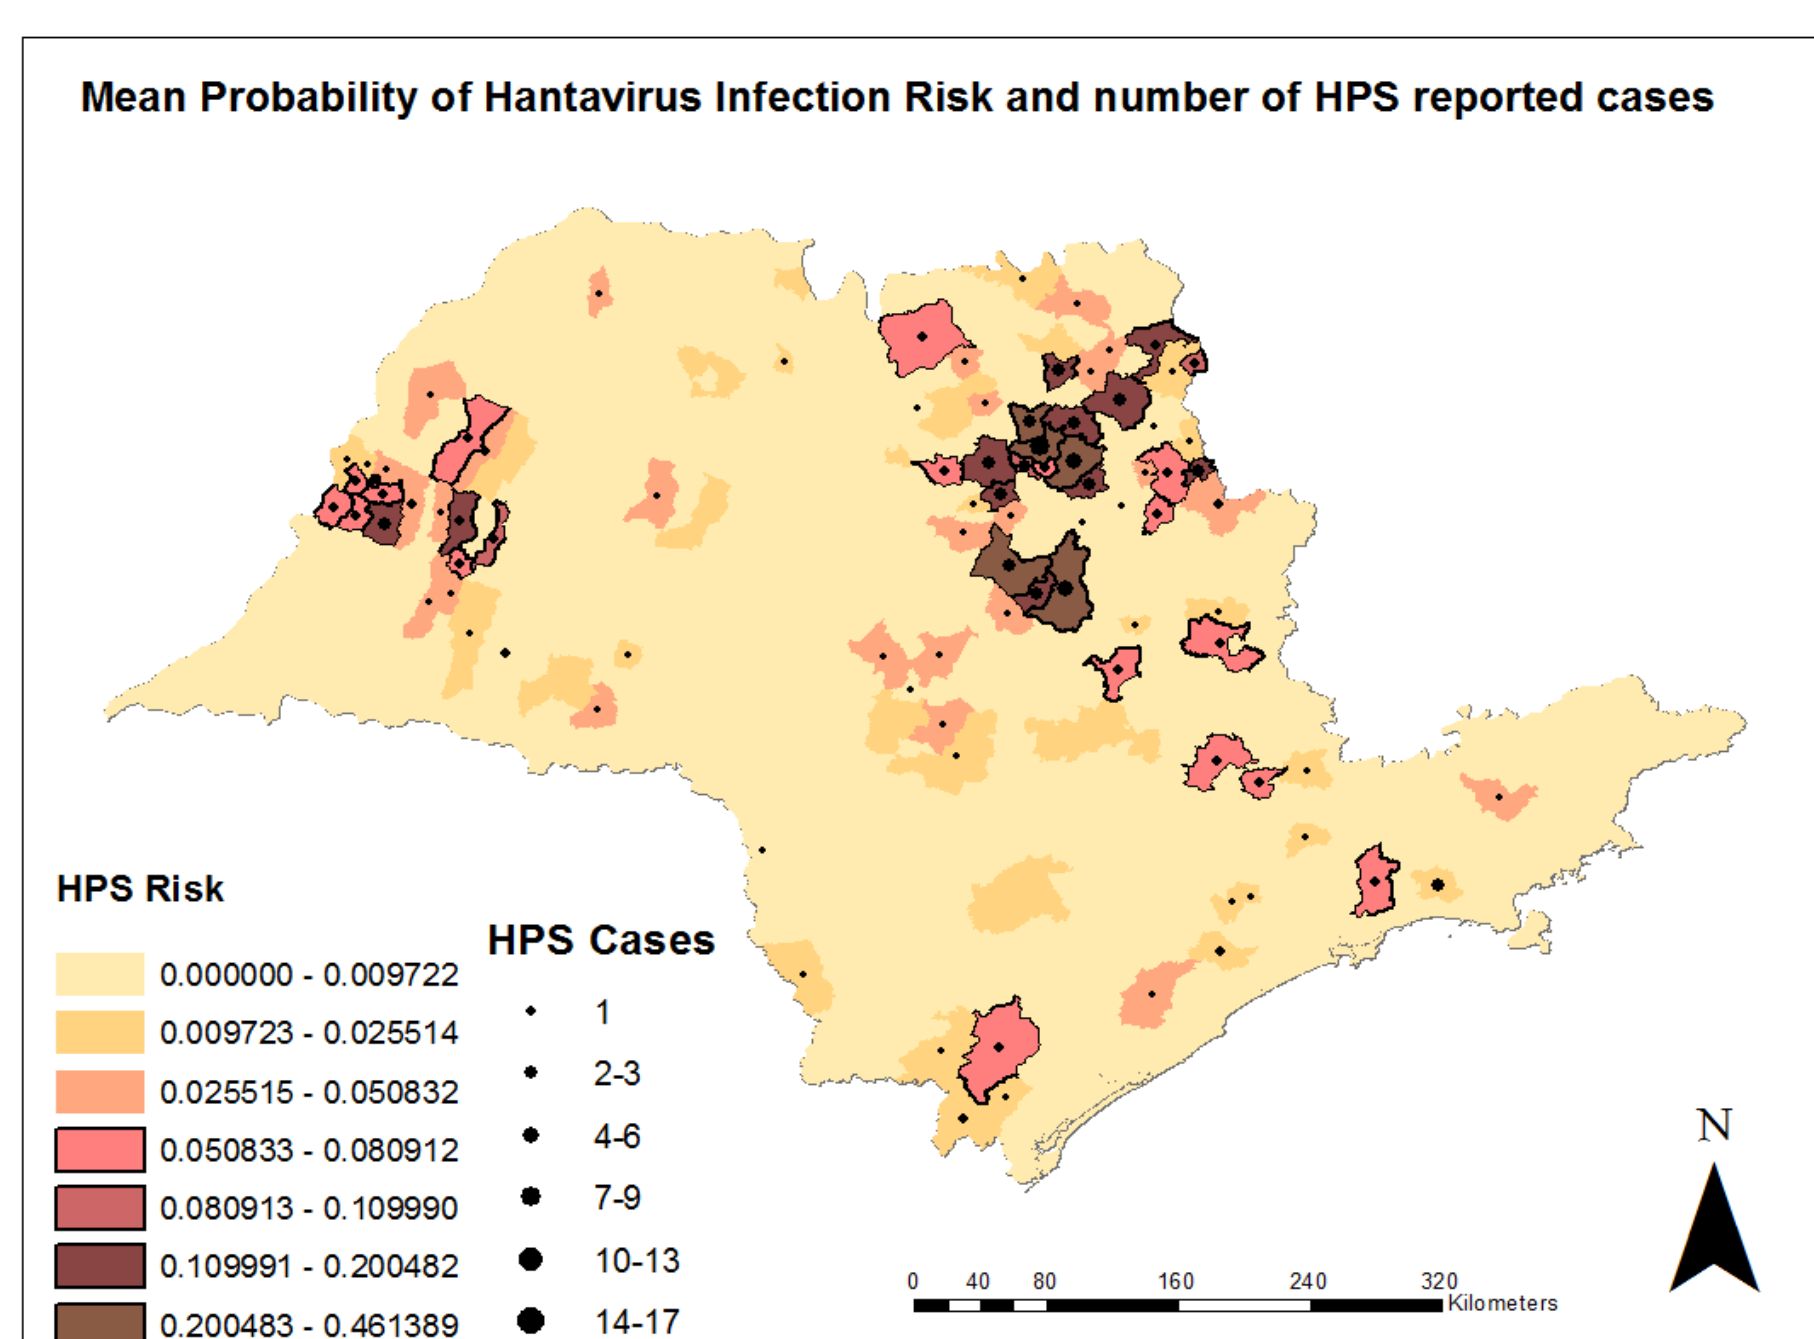 Mean Probability of Hantavirus Infection Risk and number of HPS reported cases
HPS Risk
0.000000 - 0.009722
0.009723 - 0.025514
0.025515 - 0.050832
0.050833 - 0.080912
0.080913 - 0.109990
0.109991 - 0.200482
0.200483 - 0.461389
HPS Cases
1
2-3
4-6
7-9
10-13
14-17
N
0 40 80 160 240 320
Kilometers